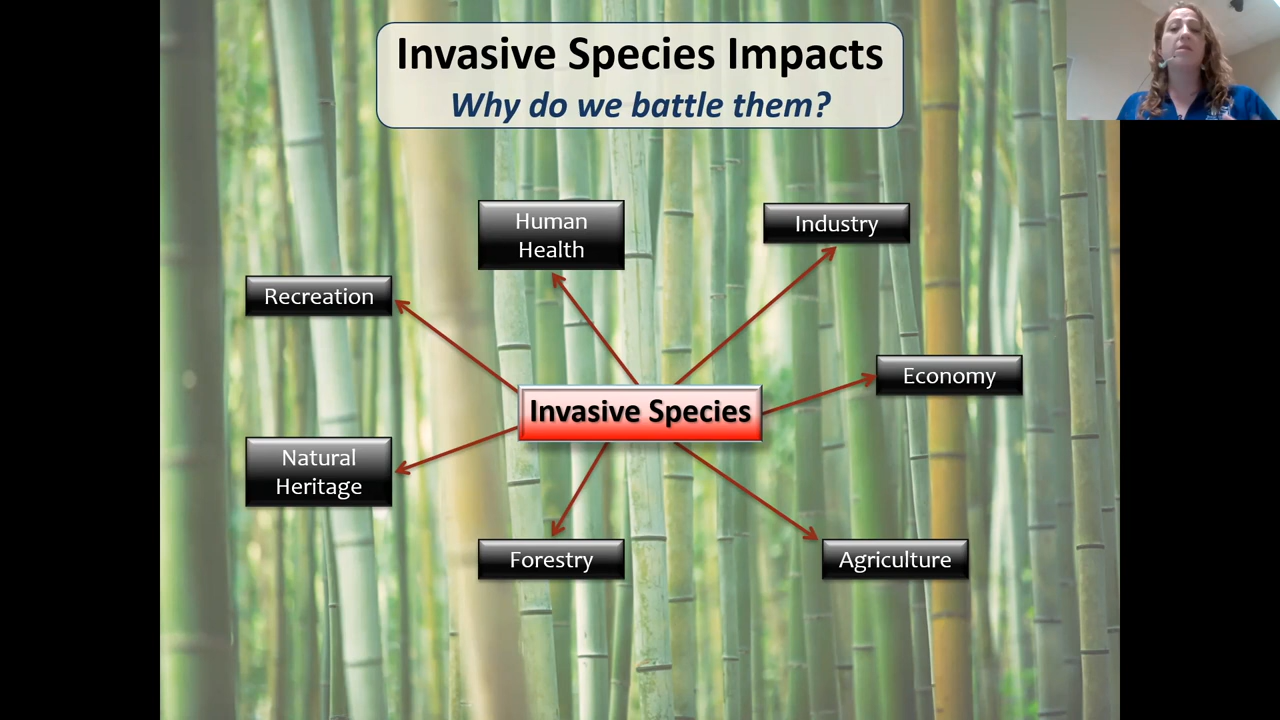 Invasive Species Impacts
Why do we battle them?
Human
Health
Industry
Recreation
Economy
Invasive Species
Natural
Heritage
Forestry
Agriculture